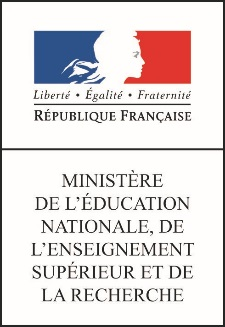 Liberté • Égalité • Fraternité
RÉPUBLIQUE FRANÇAISE
MINISTÈRE
DE L'ÉDUCATION
NATIONALE, DE
L'ENSEIGNEMENT
SUPÉRIEUR ET DE
LA RECHERCHE